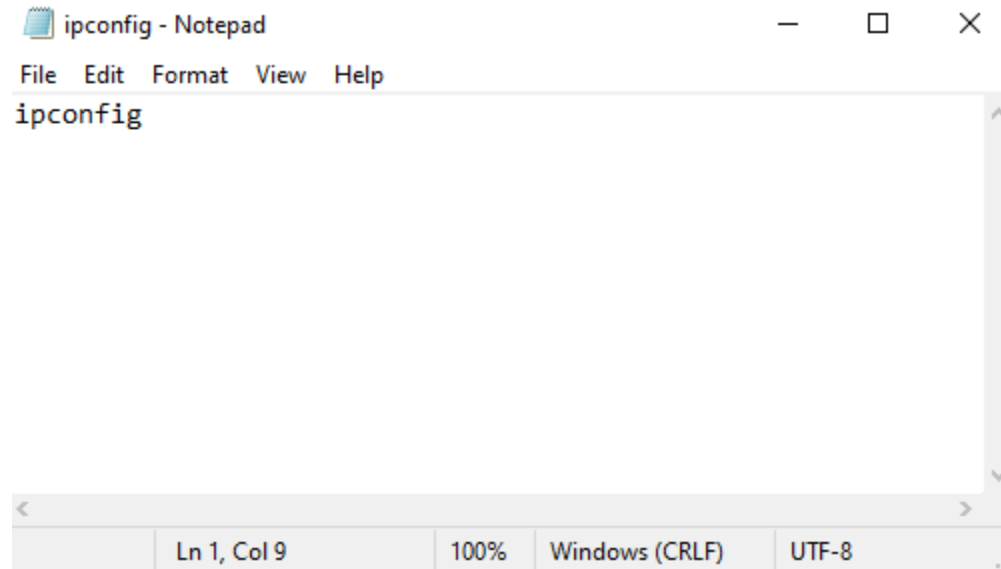 ipconfig - Notepad
File Edit Format View Help
ipconfig
Ln 1, Col 9 100% Windows (CRLF) UTF-8